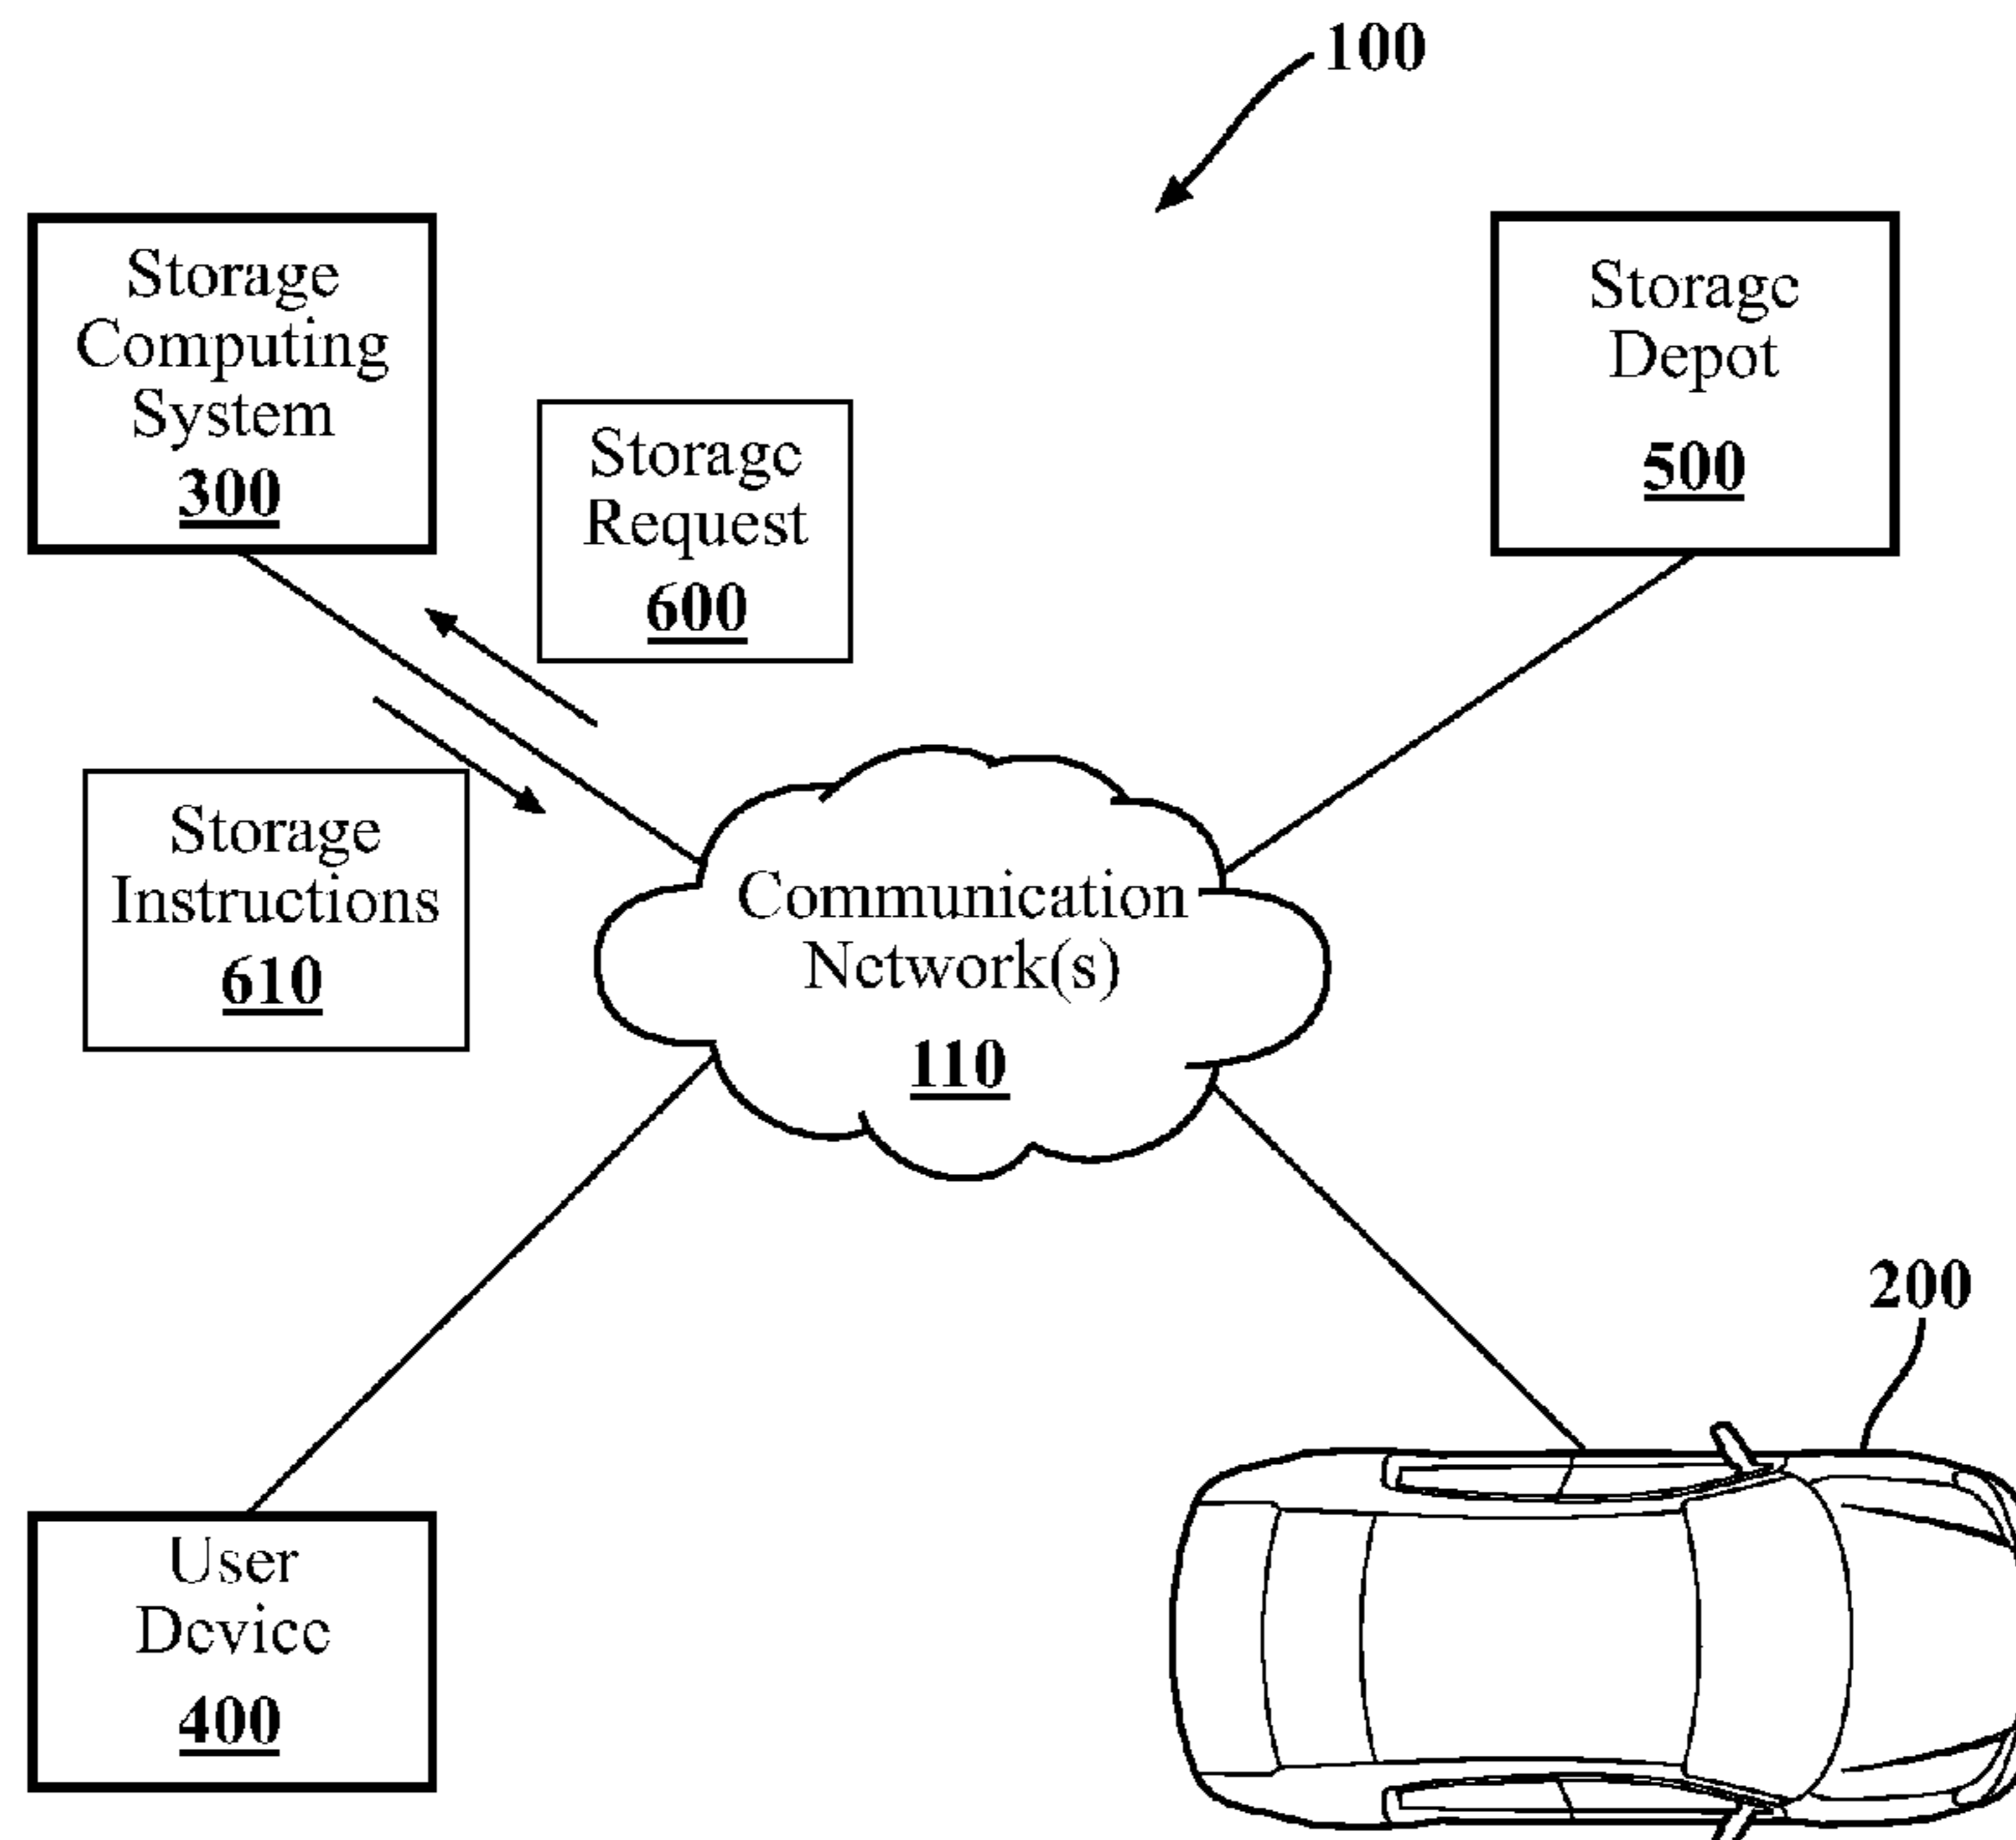 100
Storage
Computing
System
300
Storage
Depot
500
Storage
Request
600
Storage
Instructions
610
Communication
Network(s)
110
200
User
Device
400